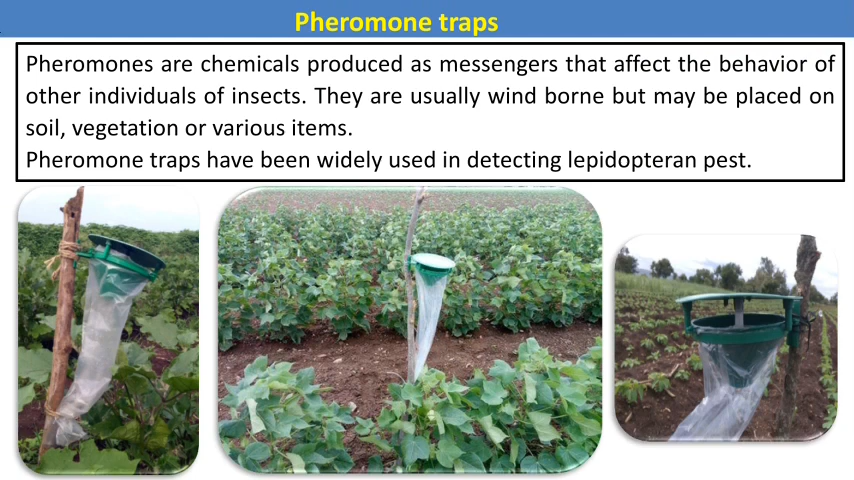 Pheromone traps
Pheromones are chemicals produced as messengers that affect the behavior of
other individuals of insects. They are usually wind borne but may be placed on
soil, vegetation or various items.
Pheromone traps have been widely used in detecting lepidopteran pest.